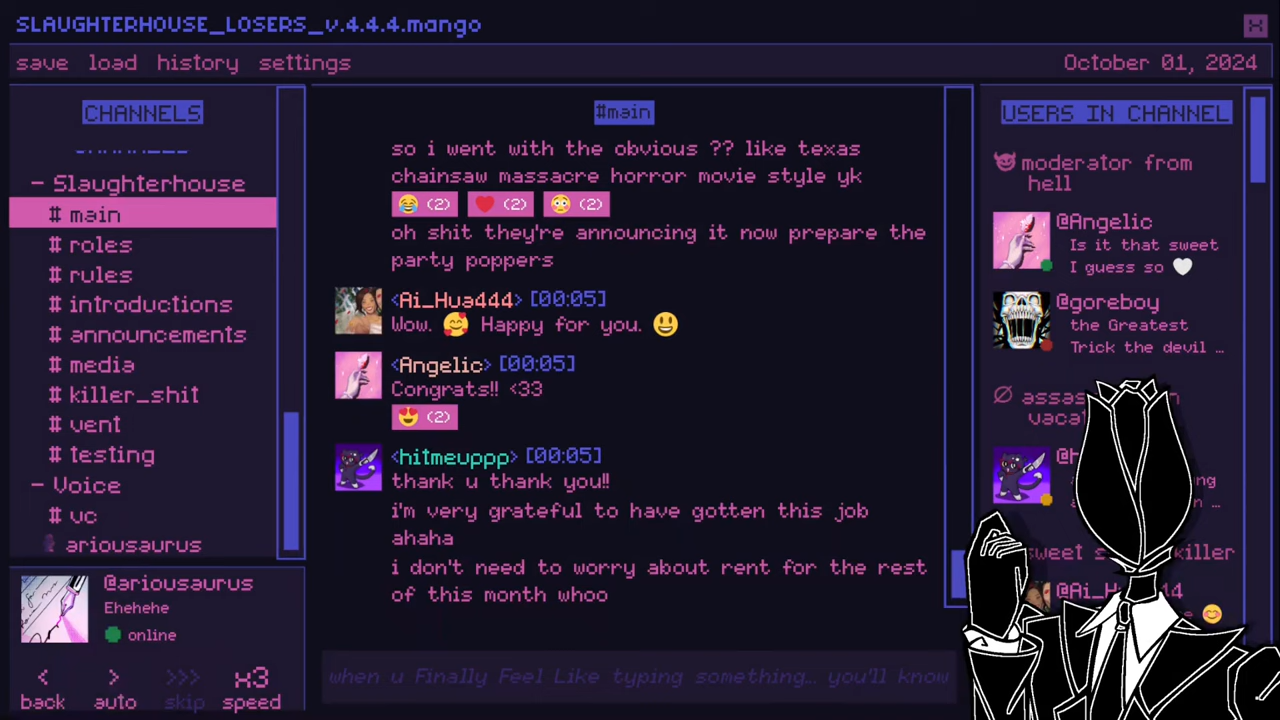 SLAUGHTERHOUSE_LOSERS_v.4.4.4.mango
save load history settings
October 01, 2024
CHANNELS
- Slaughterhouse
# main
# roles
# rules
# introductions
# announcements
# media
# killer_shit
# vent
# testing
- Voice
# vc
ariousaurus
@ariousaurus
Ehehehe
online
< > >>> x3
back auto skip speed
#main
so i went with the obvious ?? like texas
chainsaw massacre horror movie style yk
😂 (2) ❤️ (2) 😳 (2)
oh shit they're announcing it now prepare the
party poppers
<Ai_Hua444> [00:05]
Wow. 🥰 Happy for you. 😃
<Angelic> [00:05]
Congrats!! <33
😍 (2)
<hitmeuppp> [00:05]
thank u thank you!!
i'm very grateful to have gotten this job
ahaha
i don't need to worry about rent for the rest
of this month whoo
when u Finally Feel Like typing something... you'll know
USERS IN CHANNEL
😈 moderator from
hell
@Angelic
Is it that sweet
I guess so 🤍
@goreboy
the Greatest
Trick the devil ...
sweet
killer